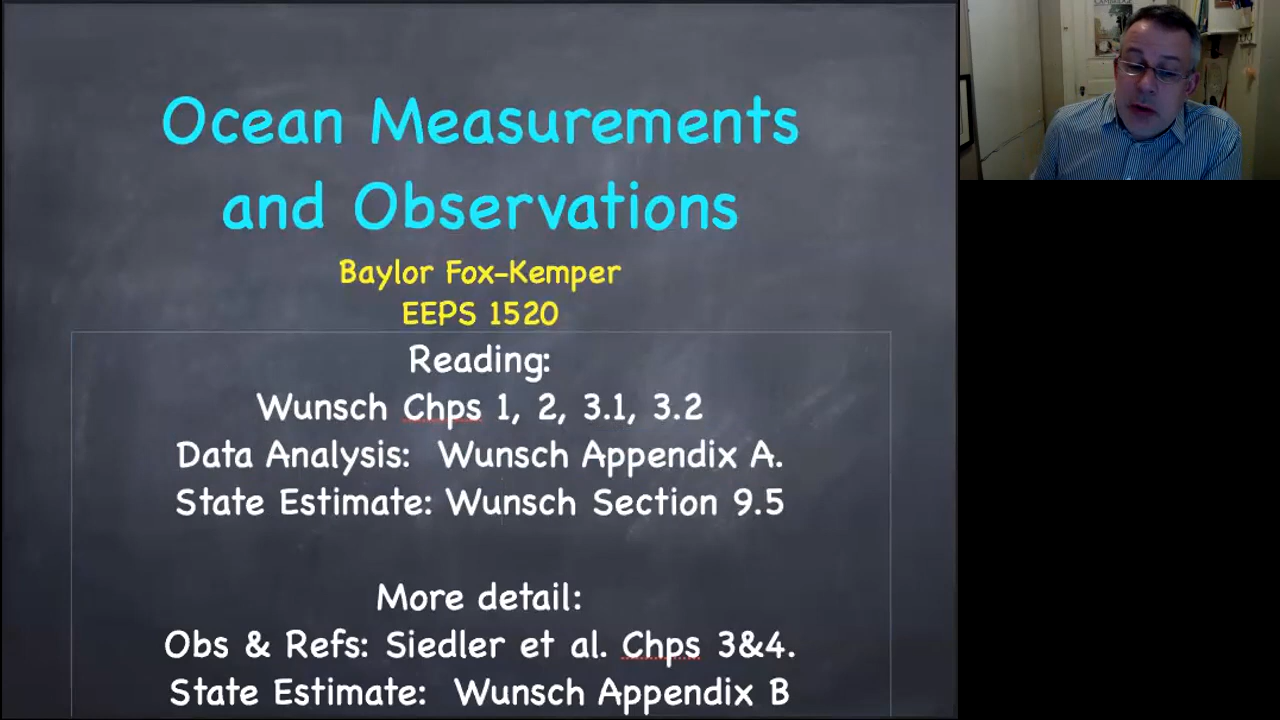 Ocean Measurements
and Observations
Baylor Fox-Kemper
EEPS 1520
Reading:
Wunsch Chps 1, 2, 3.1, 3.2
Data Analysis: Wunsch Appendix A.
State Estimate: Wunsch Section 9.5
More detail:
Obs & Refs: Siedler et al. Chps 3&4.
State Estimate: Wunsch Appendix B